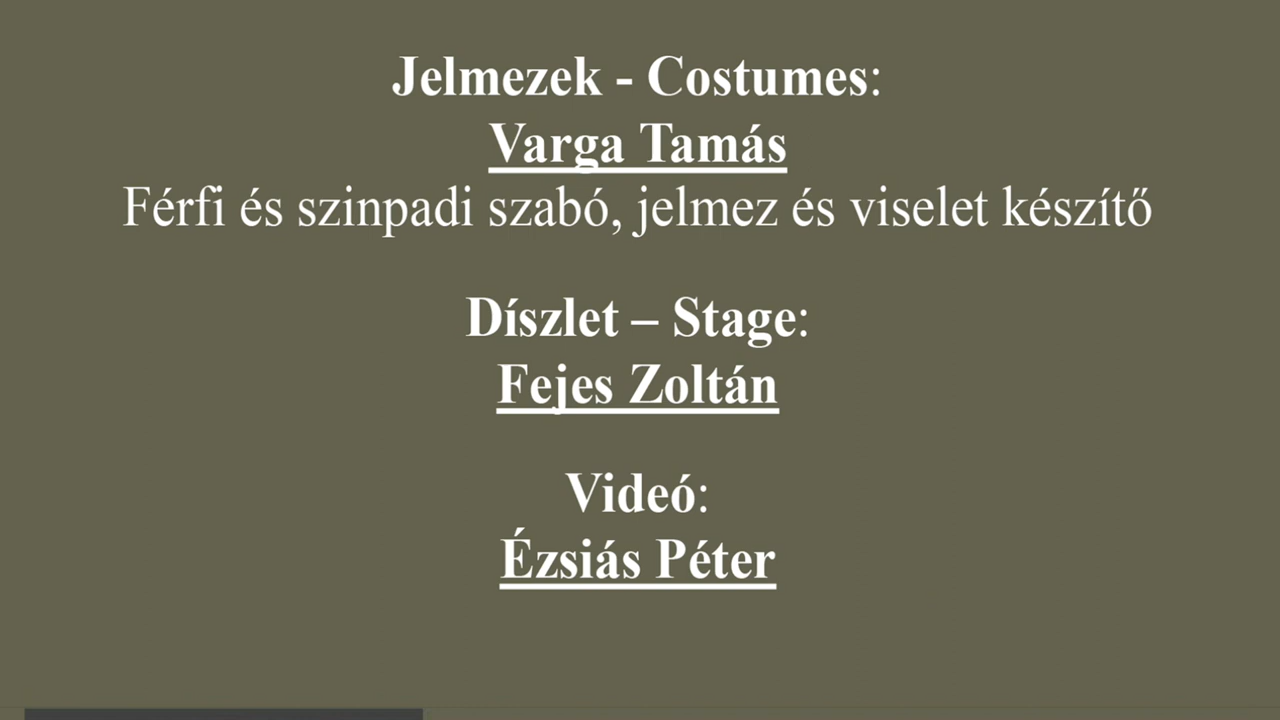 Jelmezek - Costumes:
Varga Tamás
Férfi és szinpadi szabó, jelmez és viselet készítő
Díszlet – Stage:
Fejes Zoltán
Videó:
Ézsiás Péter